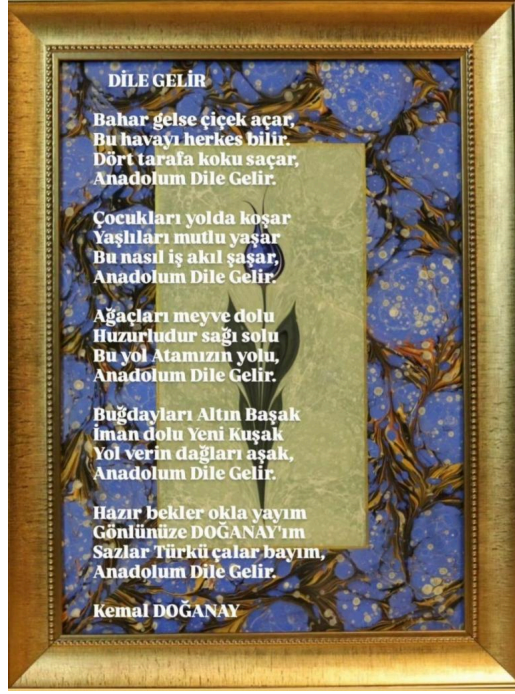 DİLE GELİR
Bahar gelse çiçek açar,
Bu havayı herkes bilir.
Dört tarafa koku saçar,
Anadolum Dile Gelir.
Çocukları yolda koşar
Yaşlıları mutlu yaşar
Bu nasıl iş akıl şaşar,
Anadolum Dile Gelir.
Ağaçları meyve dolu
Huzurludur sağı solu
Bu yol Atamızın yolu,
Anadolum Dile Gelir.
Buğdayları Altın Başak
İman dolu Yeni Kuşak
Yol verin dağları aşak,
Anadolum Dile Gelir.
Hazır bekler okla yayım
Gönlünüze DOĞANAY'ım
Sazlar Türkü çalar bayım,
Anadolum Dile Gelir.
Kemal DOĞANAY